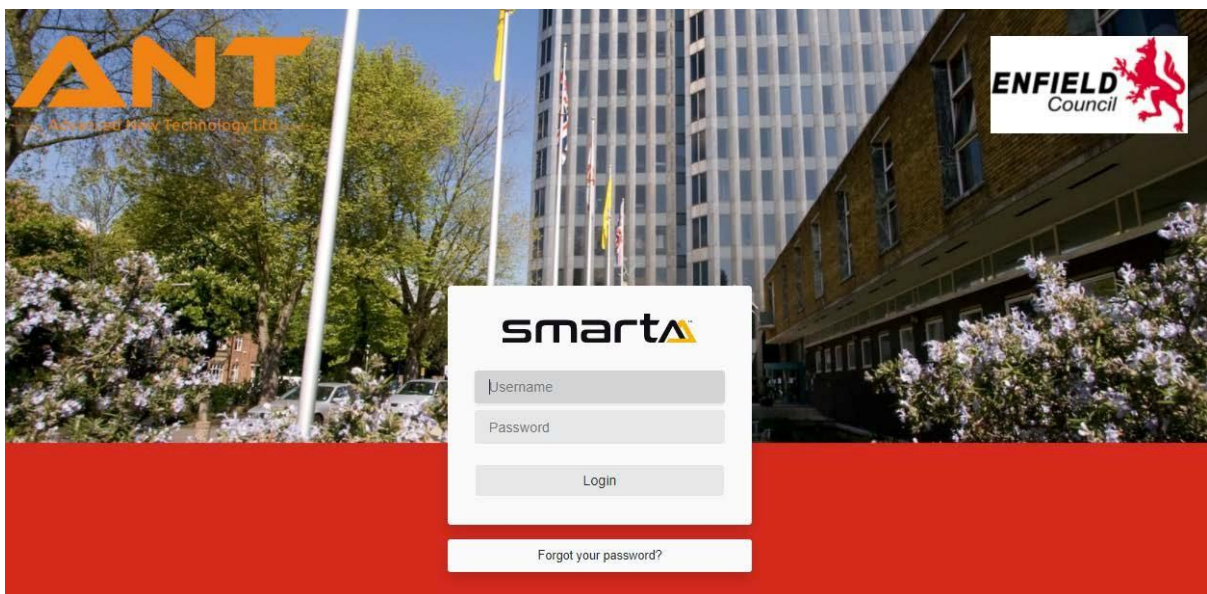 ANT
Advanced New Technology Ltd
ENFIELD
Council
smarta
Username
Password
Login
Forgot your password?